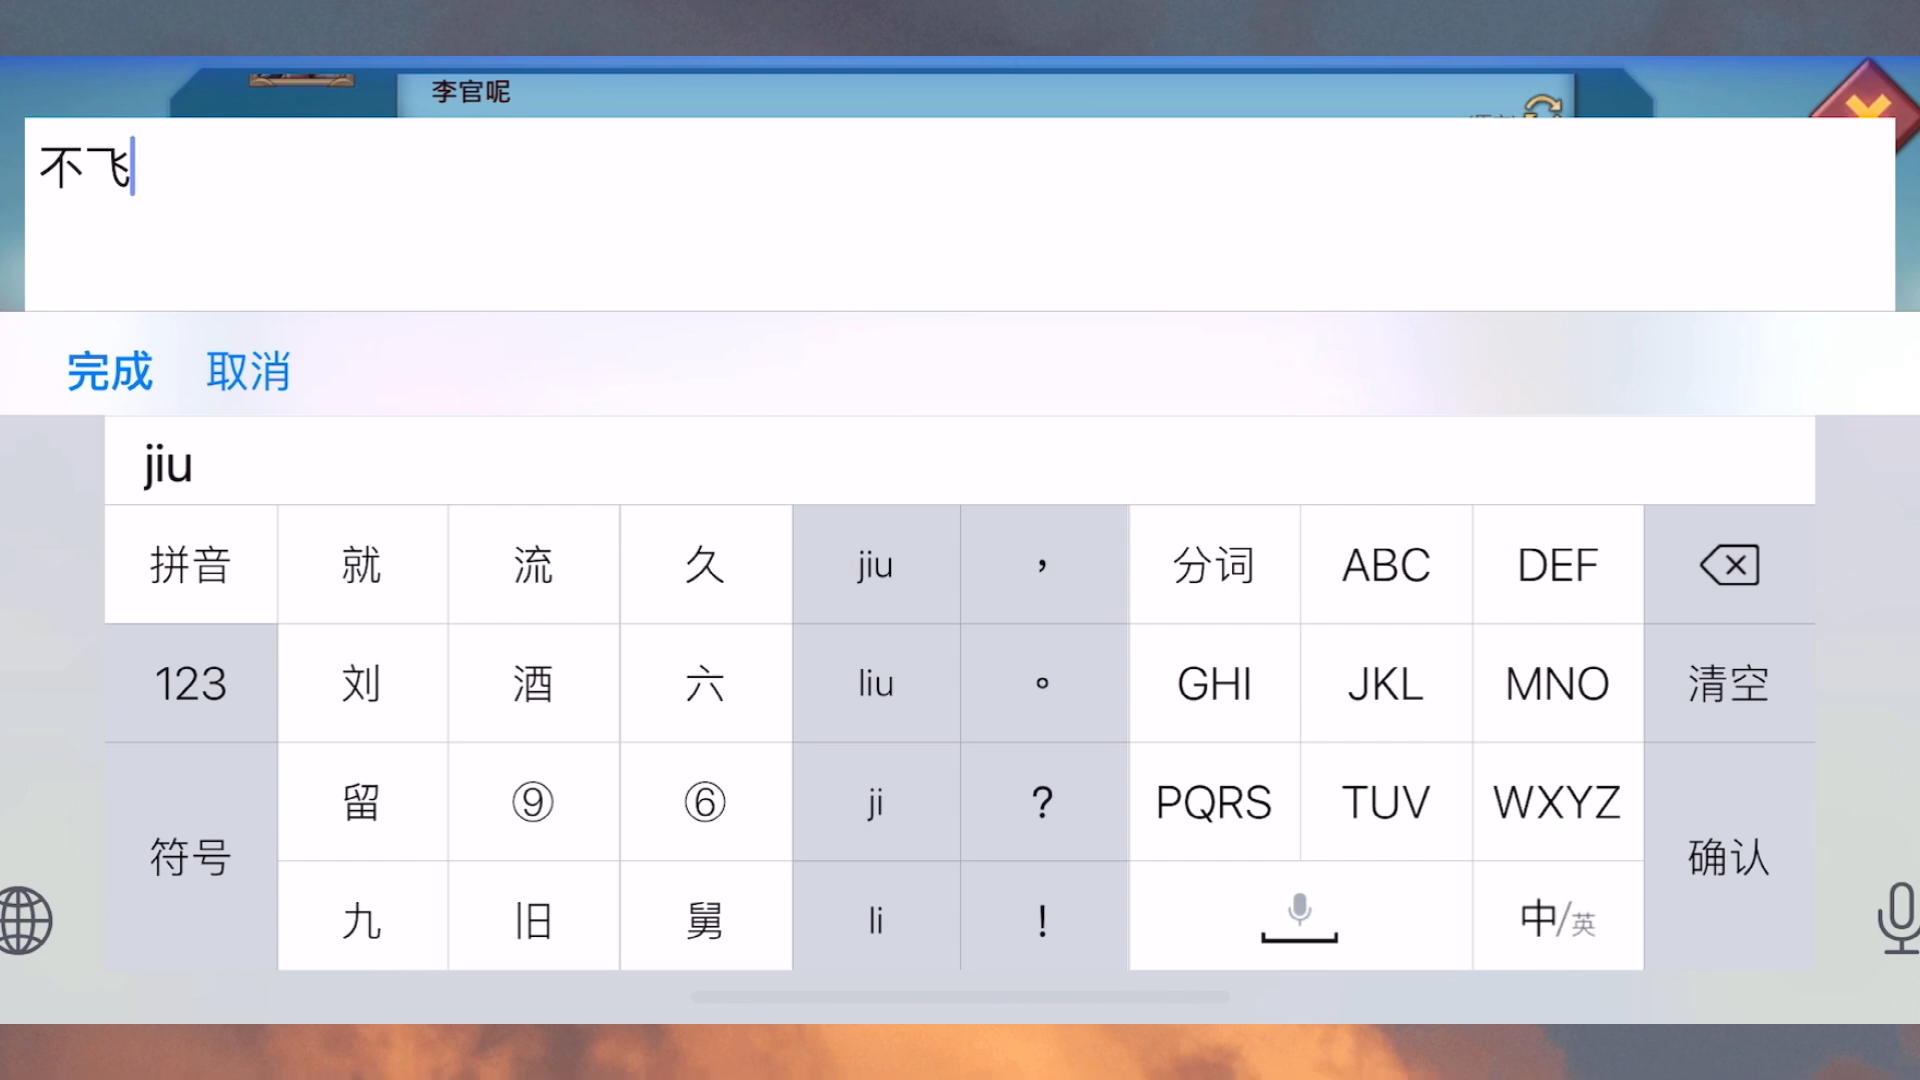 李官呢
不飞
完成 取消
jiu
拼音 就 流 久 jiu ， 分词 ABC DEF
123 刘 酒 六 liu 。 GHI JKL MNO 清空
符号 留 ⑨ ⑥ ji ? PQRS TUV WXYZ 确认
九 旧 舅 li ! 中/英